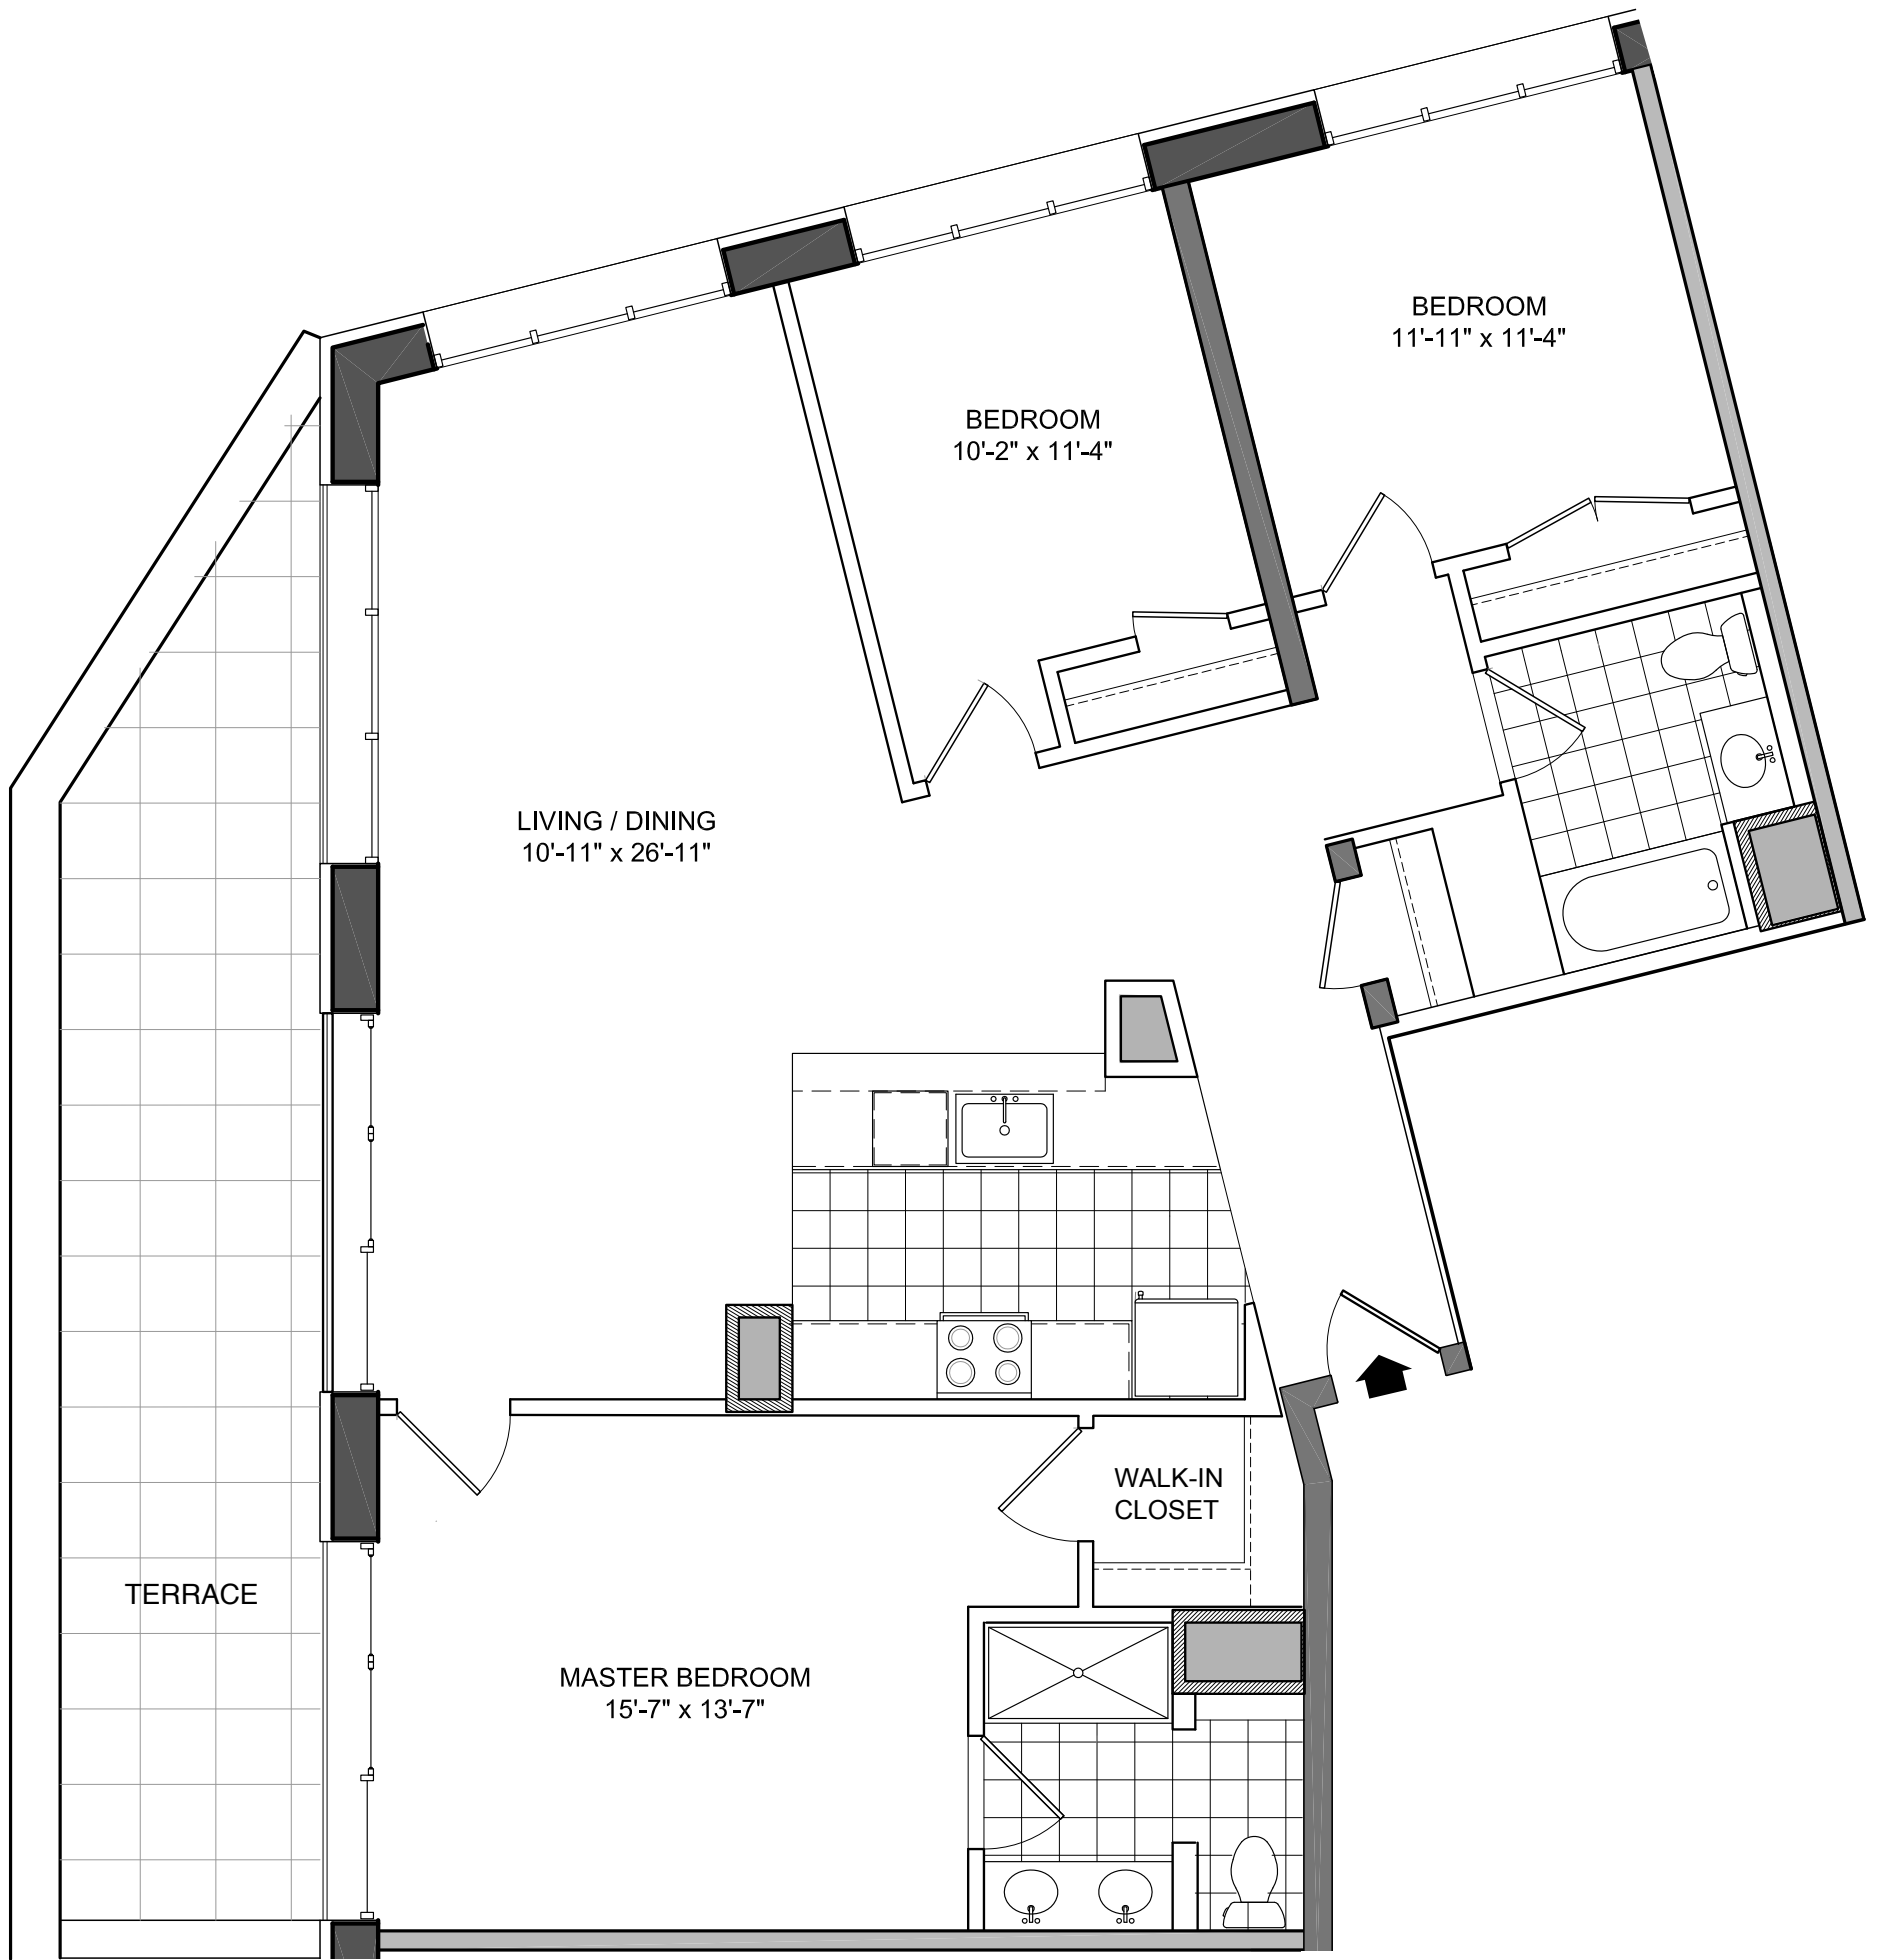 BEDROOM
11'-11" x 11'-4"
BEDROOM
10'-2" x 11'-4"
LIVING / DINING
10'-11" x 26'-11"
WALK-IN
CLOSET
TERRACE
MASTER BEDROOM
15'-7" x 13'-7"